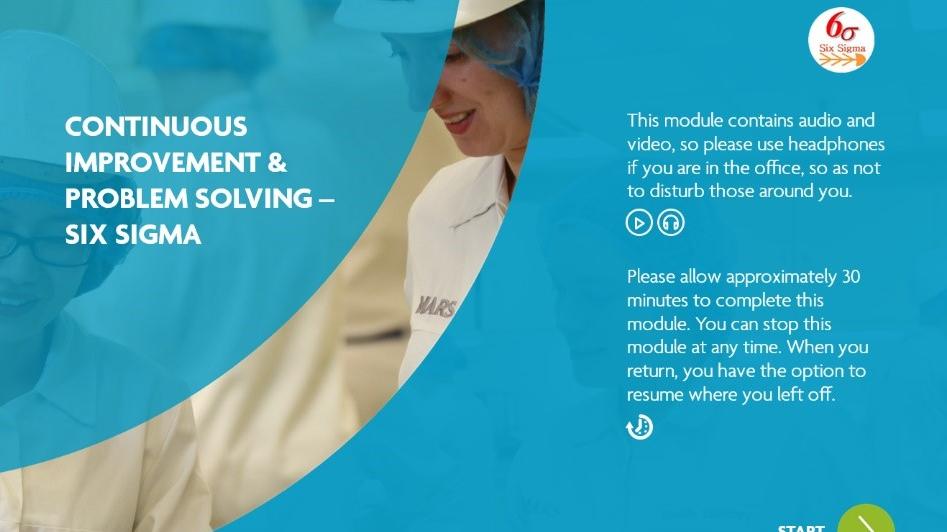 6σ
Six Sigma
CONTINUOUS
IMPROVEMENT &
PROBLEM SOLVING –
SIX SIGMA
This module contains audio and
video, so please use headphones
if you are in the office, so as not
to disturb those around you.
MARS
Please allow approximately 30
minutes to complete this
module. You can stop this
module at any time. When you
return, you have the option to
resume where you left off.
START